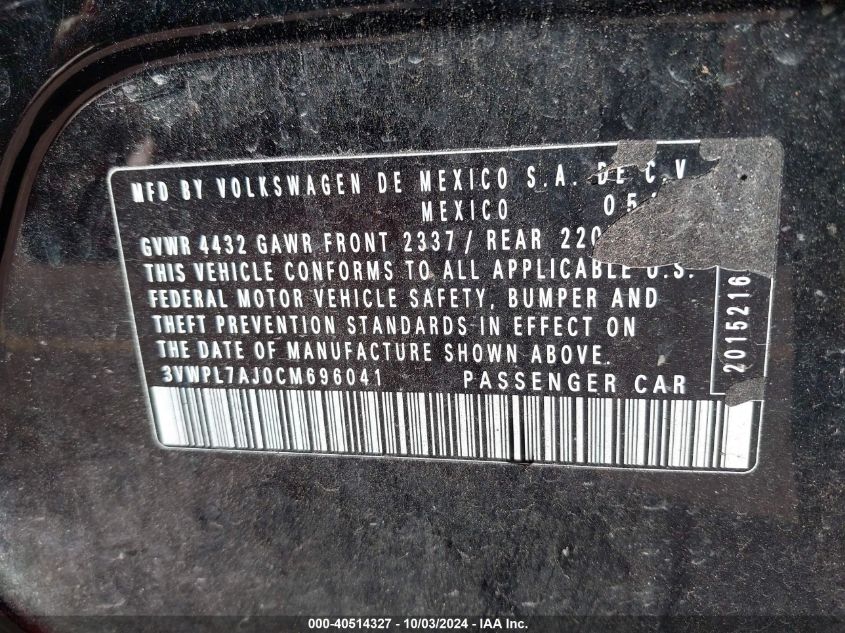 MFD BY VOLKSWAGEN DE MEXICO S.A. DE C.V
MEXICO 05
GVWR 4432 GAWR FRONT 2337 / REAR 220
THIS VEHICLE CONFORMS TO ALL APPLICABLE U.S.
FEDERAL MOTOR VEHICLE SAFETY, BUMPER AND
THEFT PREVENTION STANDARDS IN EFFECT ON
THE DATE OF MANUFACTURE SHOWN ABOVE.
3VWPL7AJ0CM696041 PASSENGER CAR
2015216
000-40514327 - 10/03/2024 - IAA Inc.